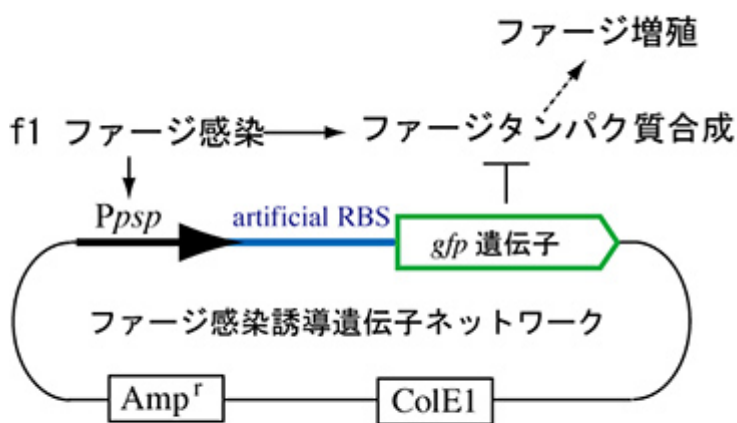 ファージ増殖
f1 ファージ感染 ファージタンパク質合成
Ppsp artificial RBS gfp 遺伝子
ファージ感染誘導遺伝子ネットワーク
Ampʳ ColE1